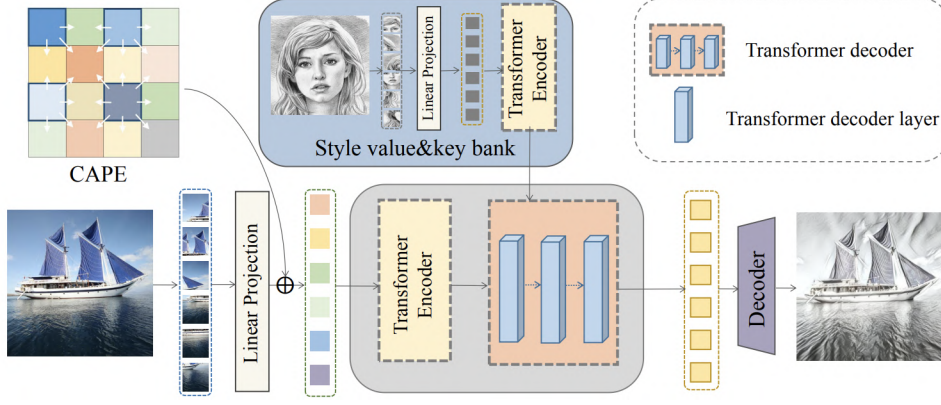 Linear Projection
Transformer
Encoder
Style value&key bank
Transformer decoder
Transformer decoder layer
CAPE
Linear Projection
Transformer
Encoder
Decoder